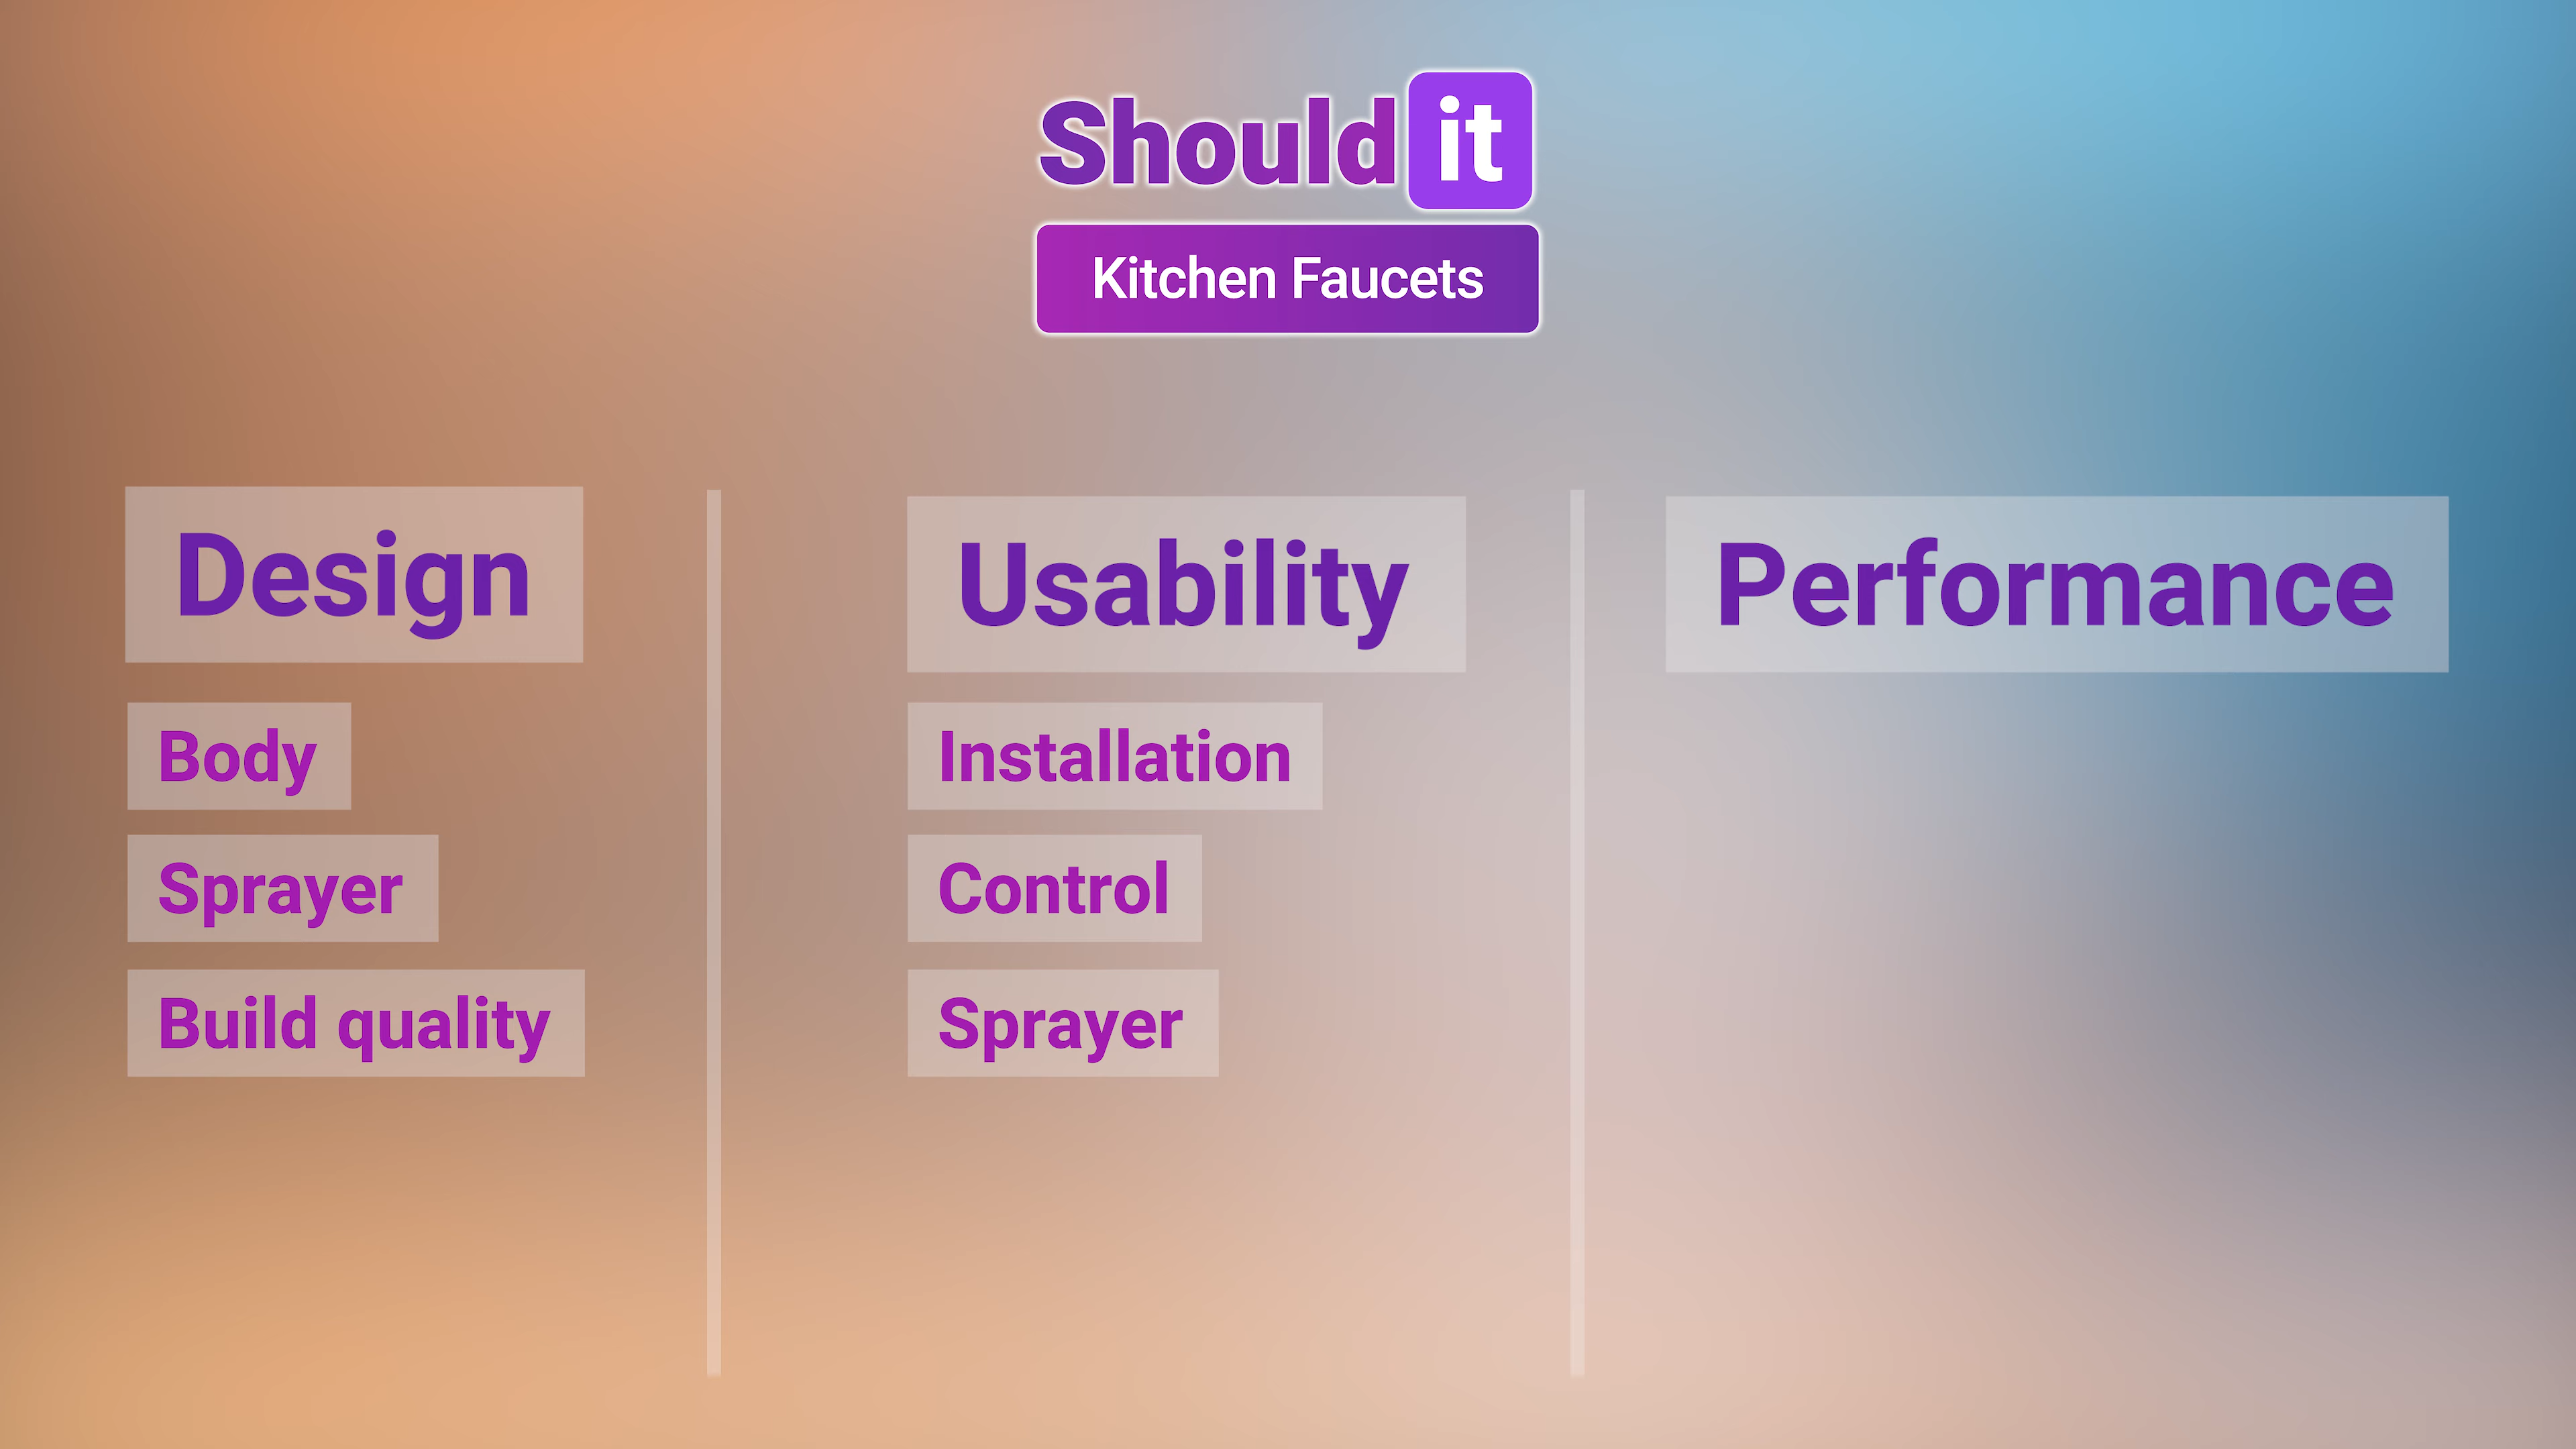 Should it
Kitchen Faucets
Design
Body
Sprayer
Build quality
Usability
Installation
Control
Sprayer
Performance